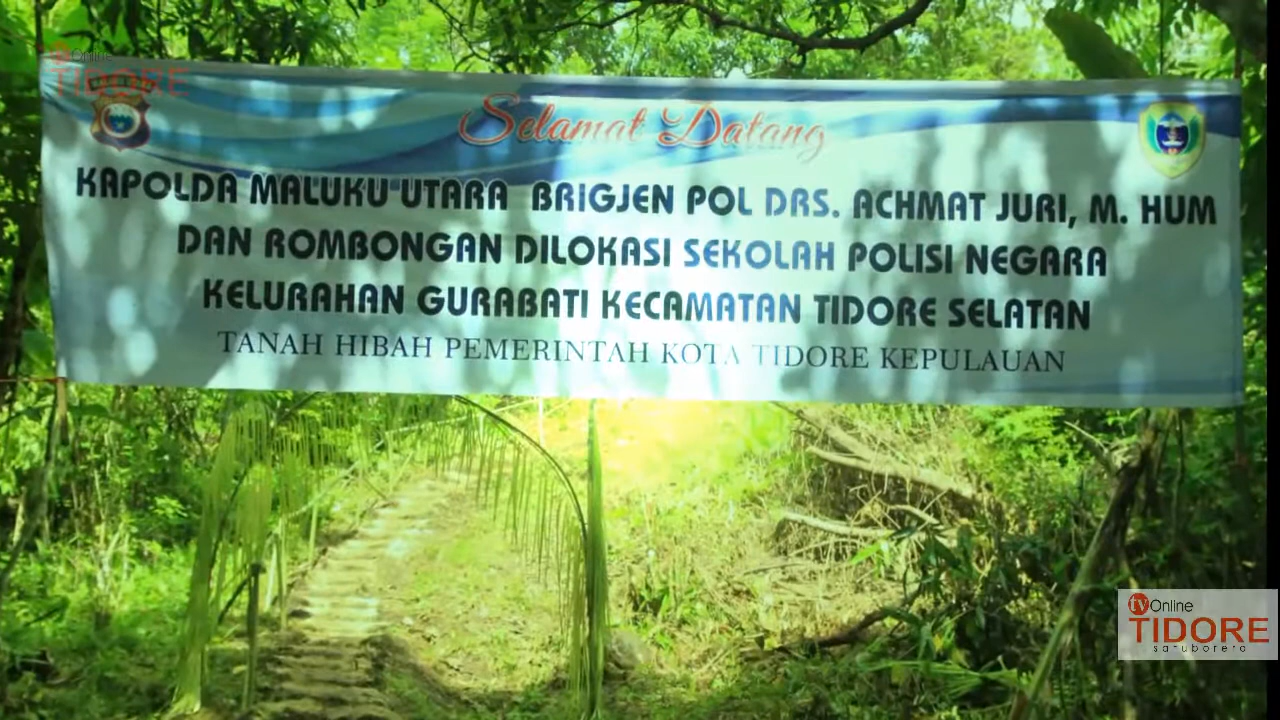 tv Online
TIDORE
Selamat Datang
KAPOLDA MALUKU UTARA BRIGJEN POL DRS. ACHMAT JURI, M. HUM
DAN ROMBONGAN DILOKASI SEKOLAH POLISI NEGARA
KELURAHAN GURABATI KECAMATAN TIDORE SELATAN
TANAH HIBAH PEMERINTAH KOTA TIDORE KEPULAUAN
tv Online
TIDORE